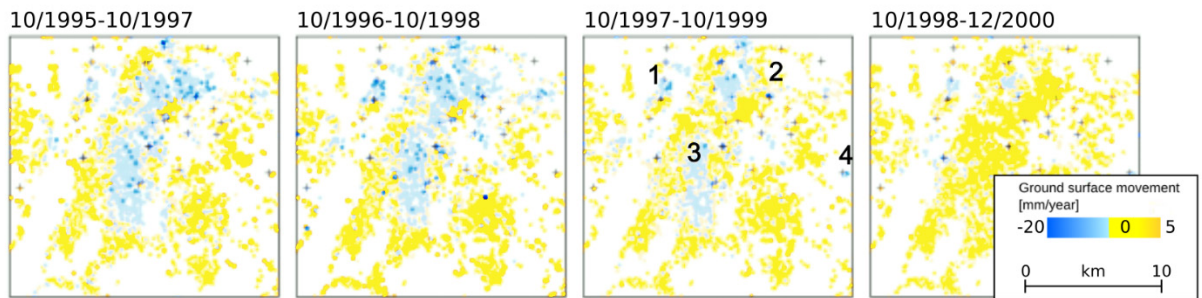 10/1995-10/1997
10/1996-10/1998
10/1997-10/1999
10/1998-12/2000
1
2
3
4
Ground surface movement
[mm/year]
-20 0 5
0 km 10